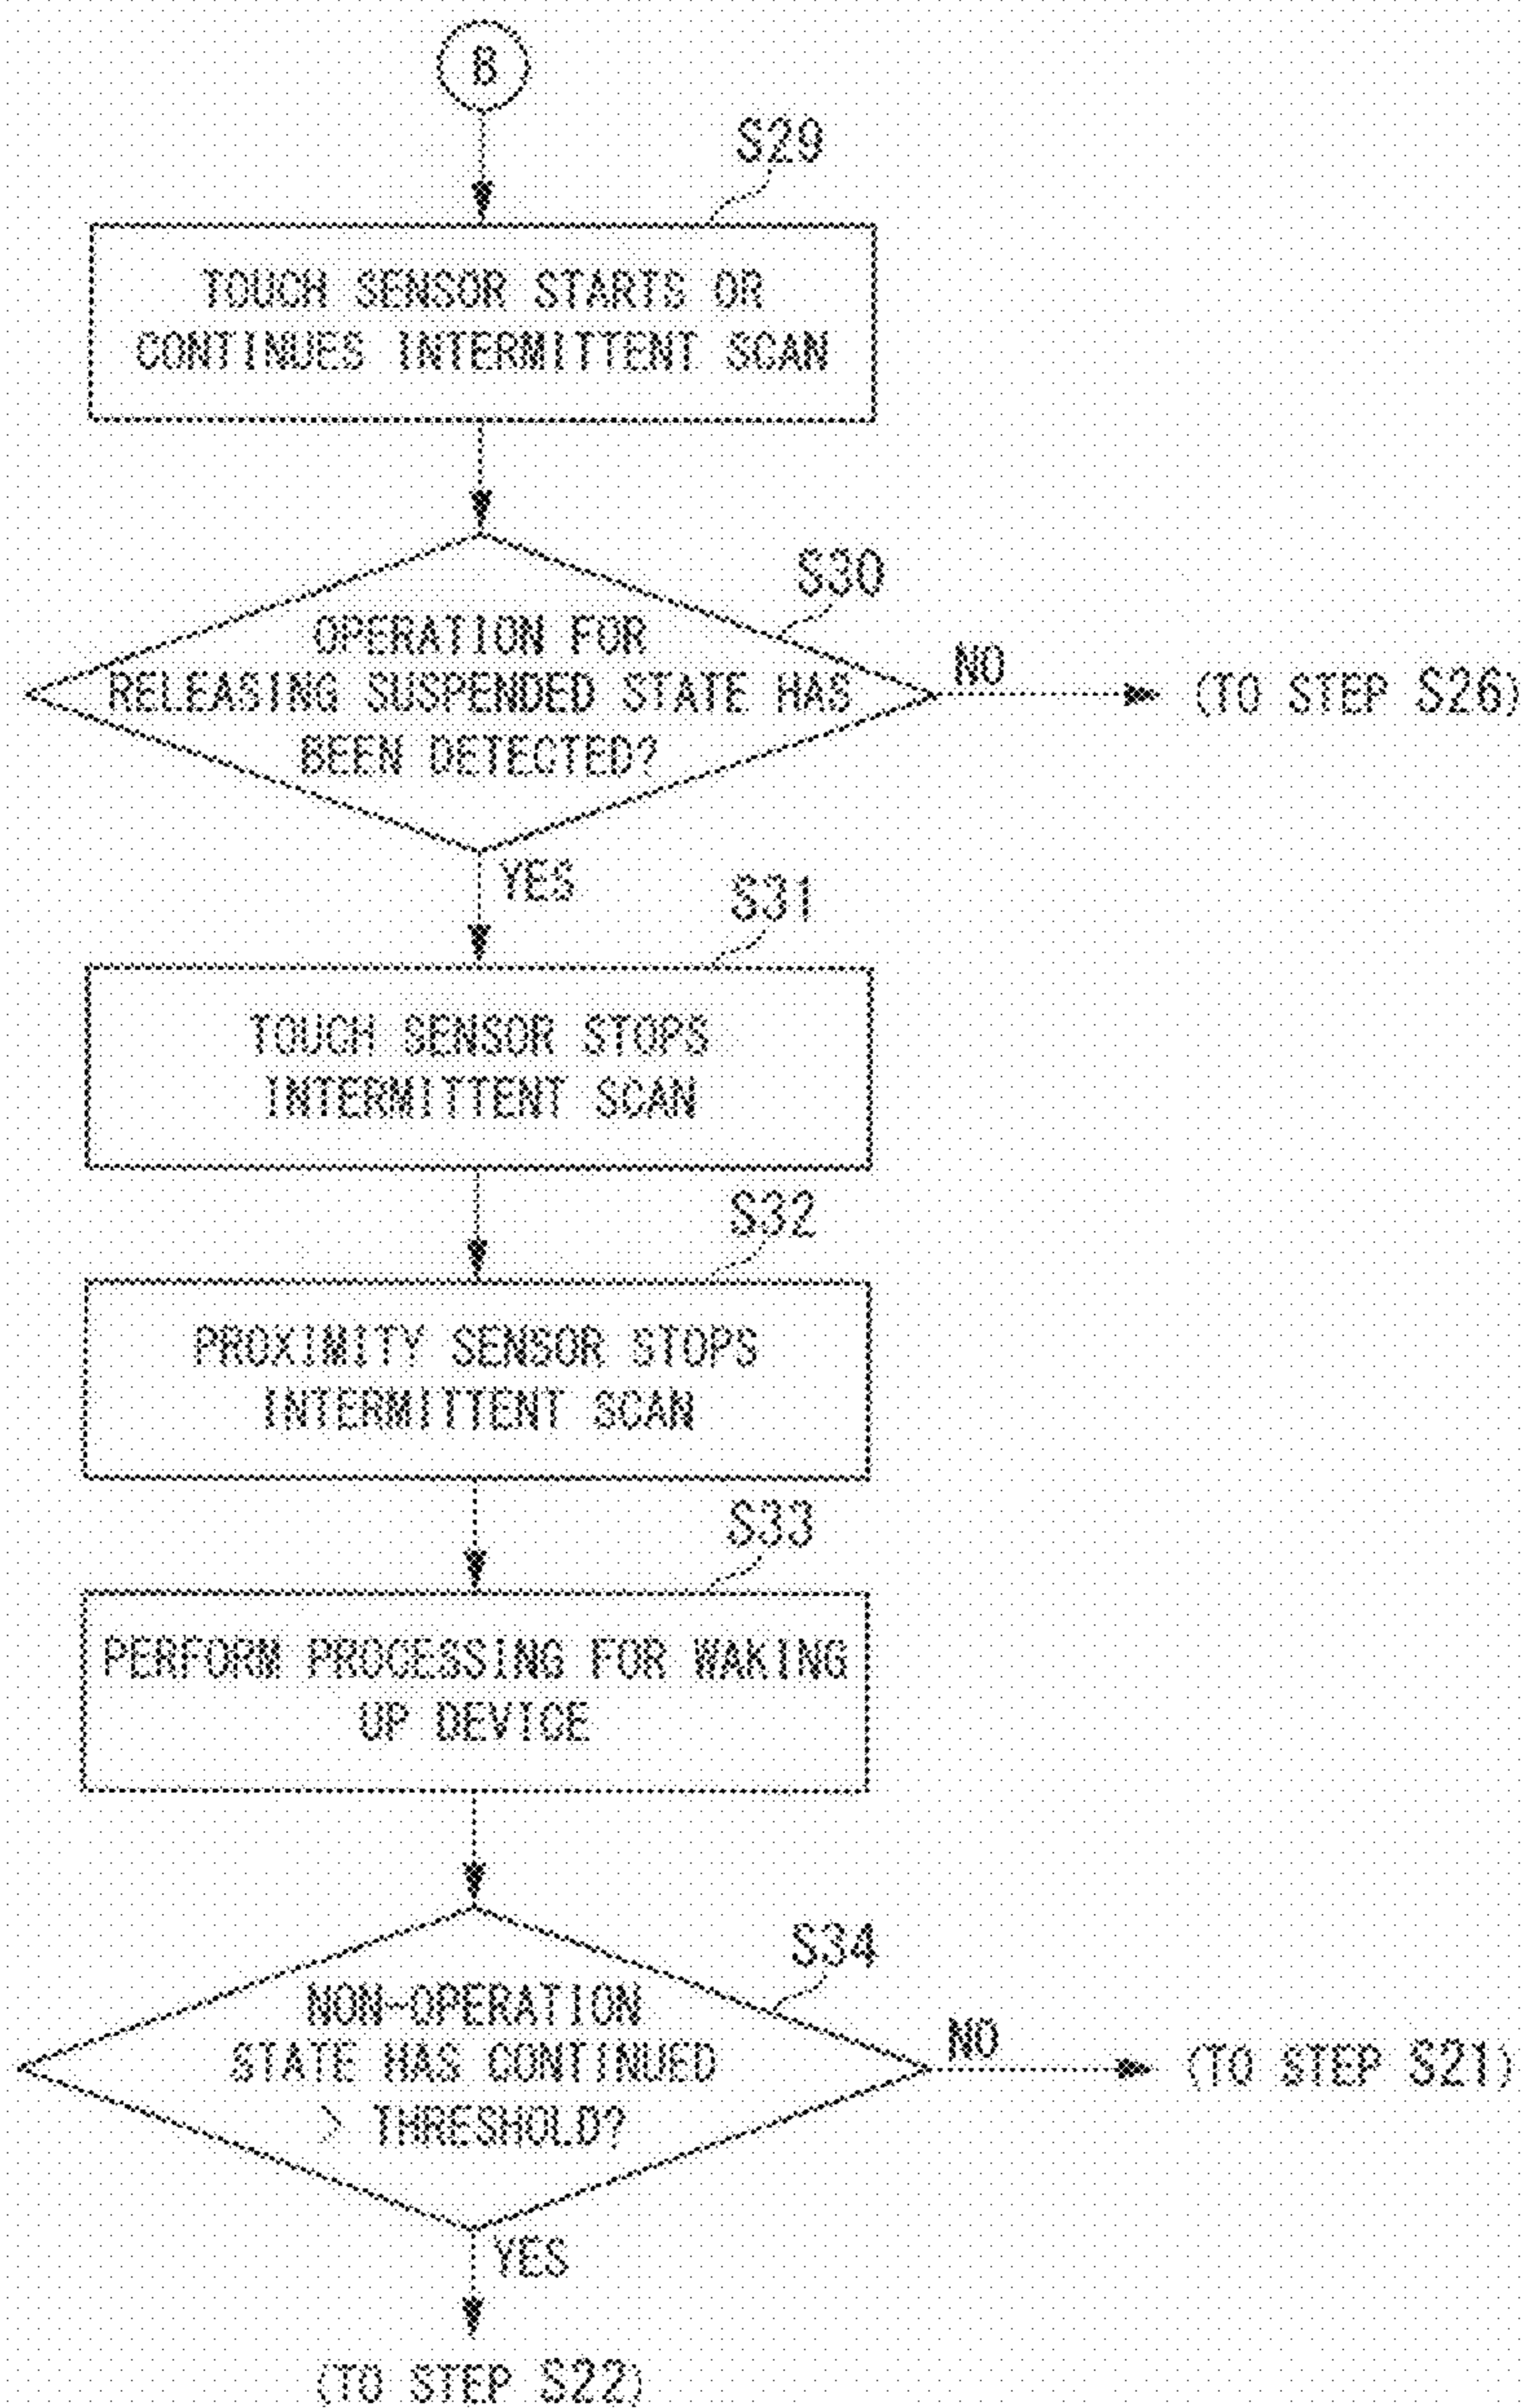 B
S29
TOUCH SENSOR STARTS OR
CONTINUES INTERMITTENT SCAN
S30
OPERATION FOR
RELEASING SUSPENDED STATE HAS
BEEN DETECTED?
NO
(TO STEP S26)
YES
S31
TOUCH SENSOR STOPS
INTERMITTENT SCAN
S32
PROXIMITY SENSOR STOPS
INTERMITTENT SCAN
S33
PERFORM PROCESSING FOR WAKING
UP DEVICE
S34
NON-OPERATION
STATE HAS CONTINUED
> THRESHOLD?
NO
(TO STEP S21)
YES
(TO STEP S22)